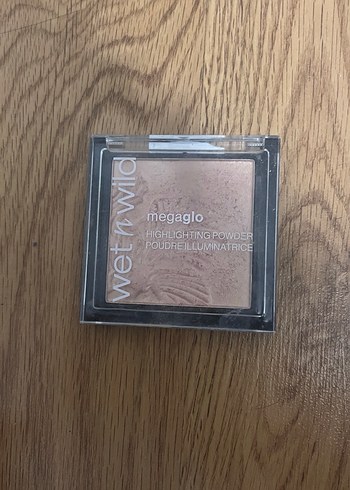 wet n wild
megaglo
HIGHLIGHTING POWDER
POUDRE ILLUMINATRICE